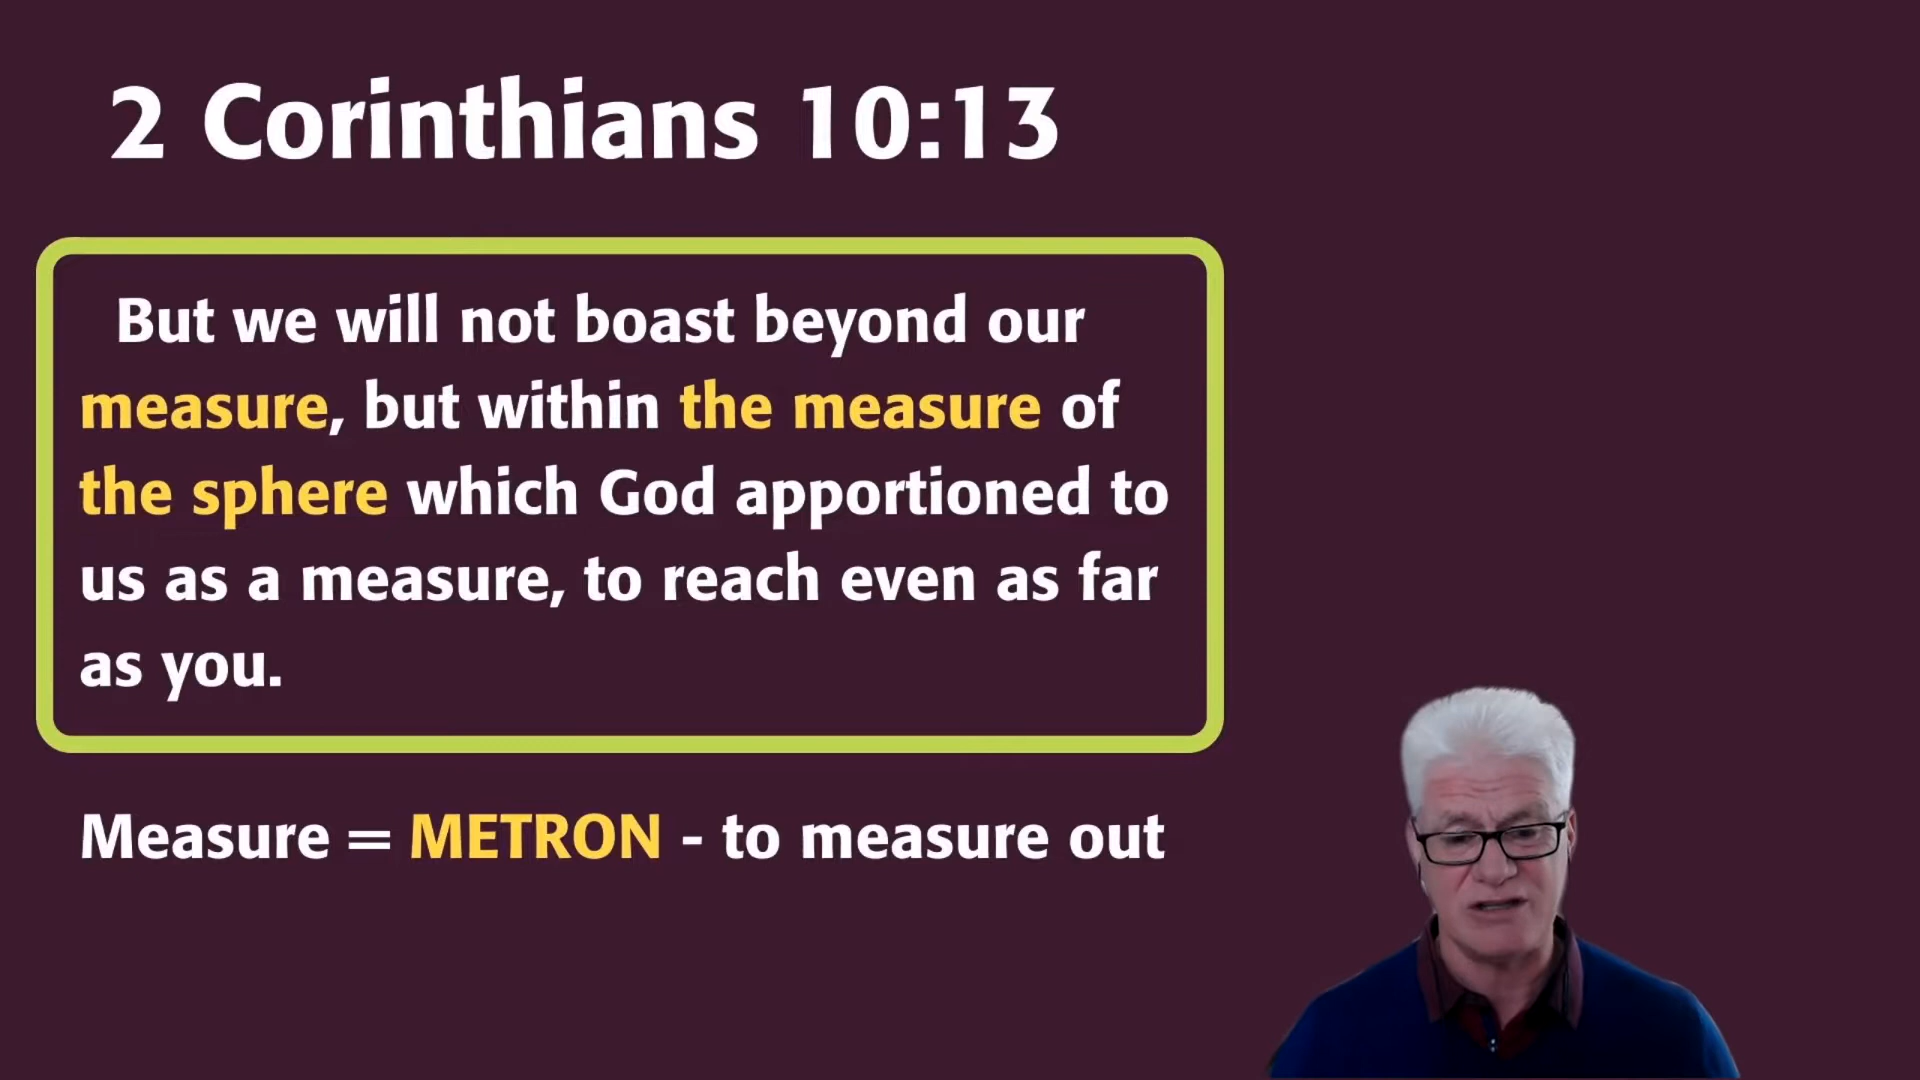 2 Corinthians 10:13
But we will not boast beyond our
measure, but within the measure of
the sphere which God apportioned to
us as a measure, to reach even as far
as you.
Measure = METRON - to measure out